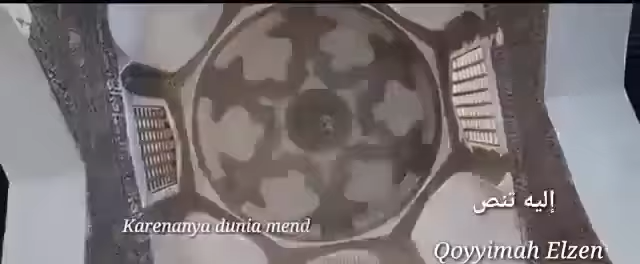 إليه تنص
Karenanya dunia mend
Qoyyimah Elzen